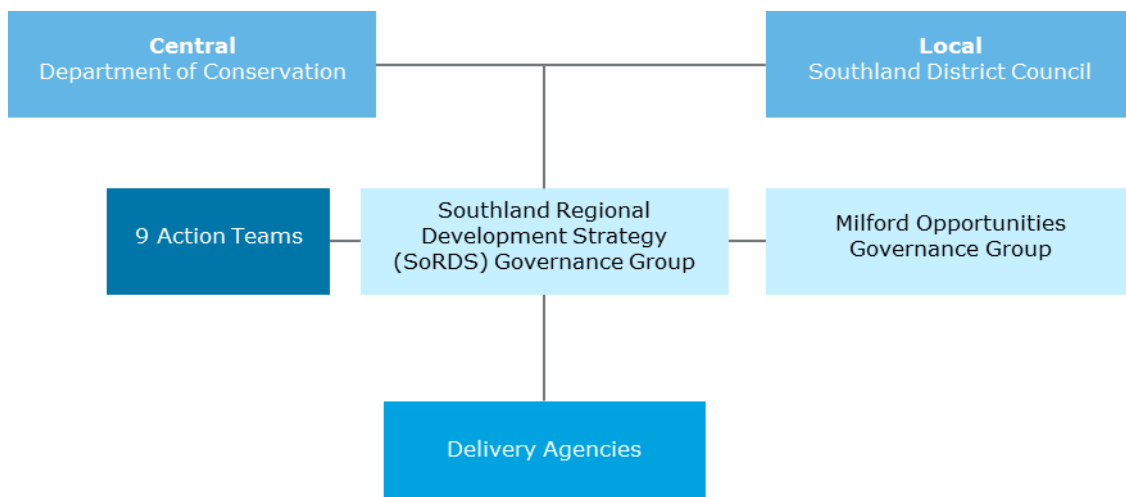 Central
Department of Conservation
Local
Southland District Council
9 Action Teams
Southland Regional
Development Strategy
(SoRDS) Governance Group
Milford Opportunities
Governance Group
Delivery Agencies